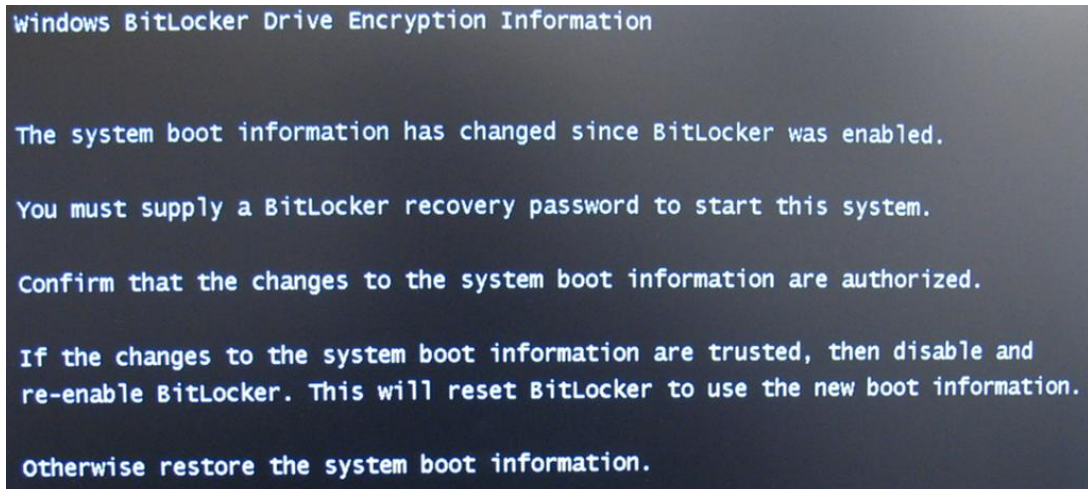 Windows BitLocker Drive Encryption Information
The system boot information has changed since BitLocker was enabled.
You must supply a BitLocker recovery password to start this system.
Confirm that the changes to the system boot information are authorized.
If the changes to the system boot information are trusted, then disable and
re-enable BitLocker. This will reset BitLocker to use the new boot information.
Otherwise restore the system boot information.